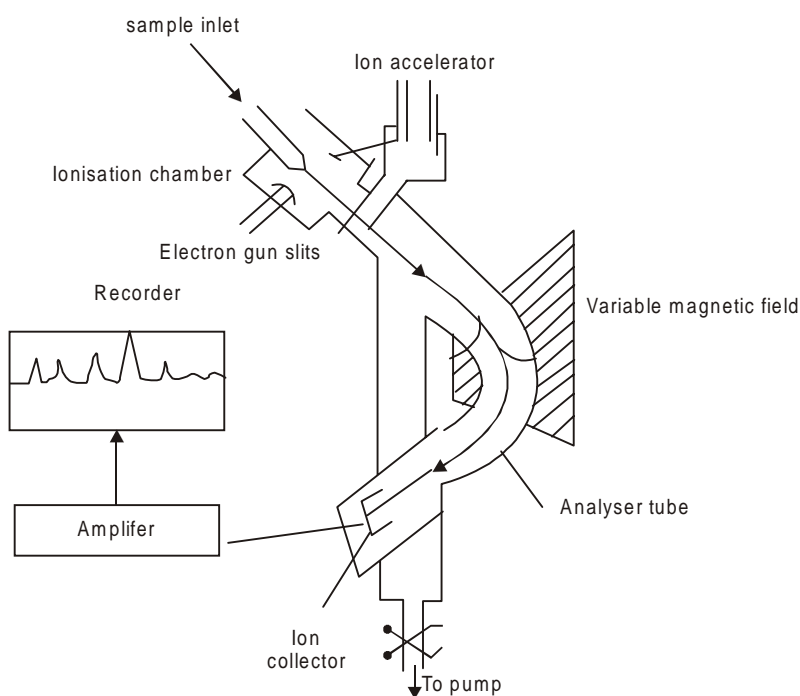 sample inlet
Ion accelerator
Ionisation chamber
Electron gun slits
Recorder
Variable magnetic field
Analyser tube
Amplifer
Ion
collector
To pump